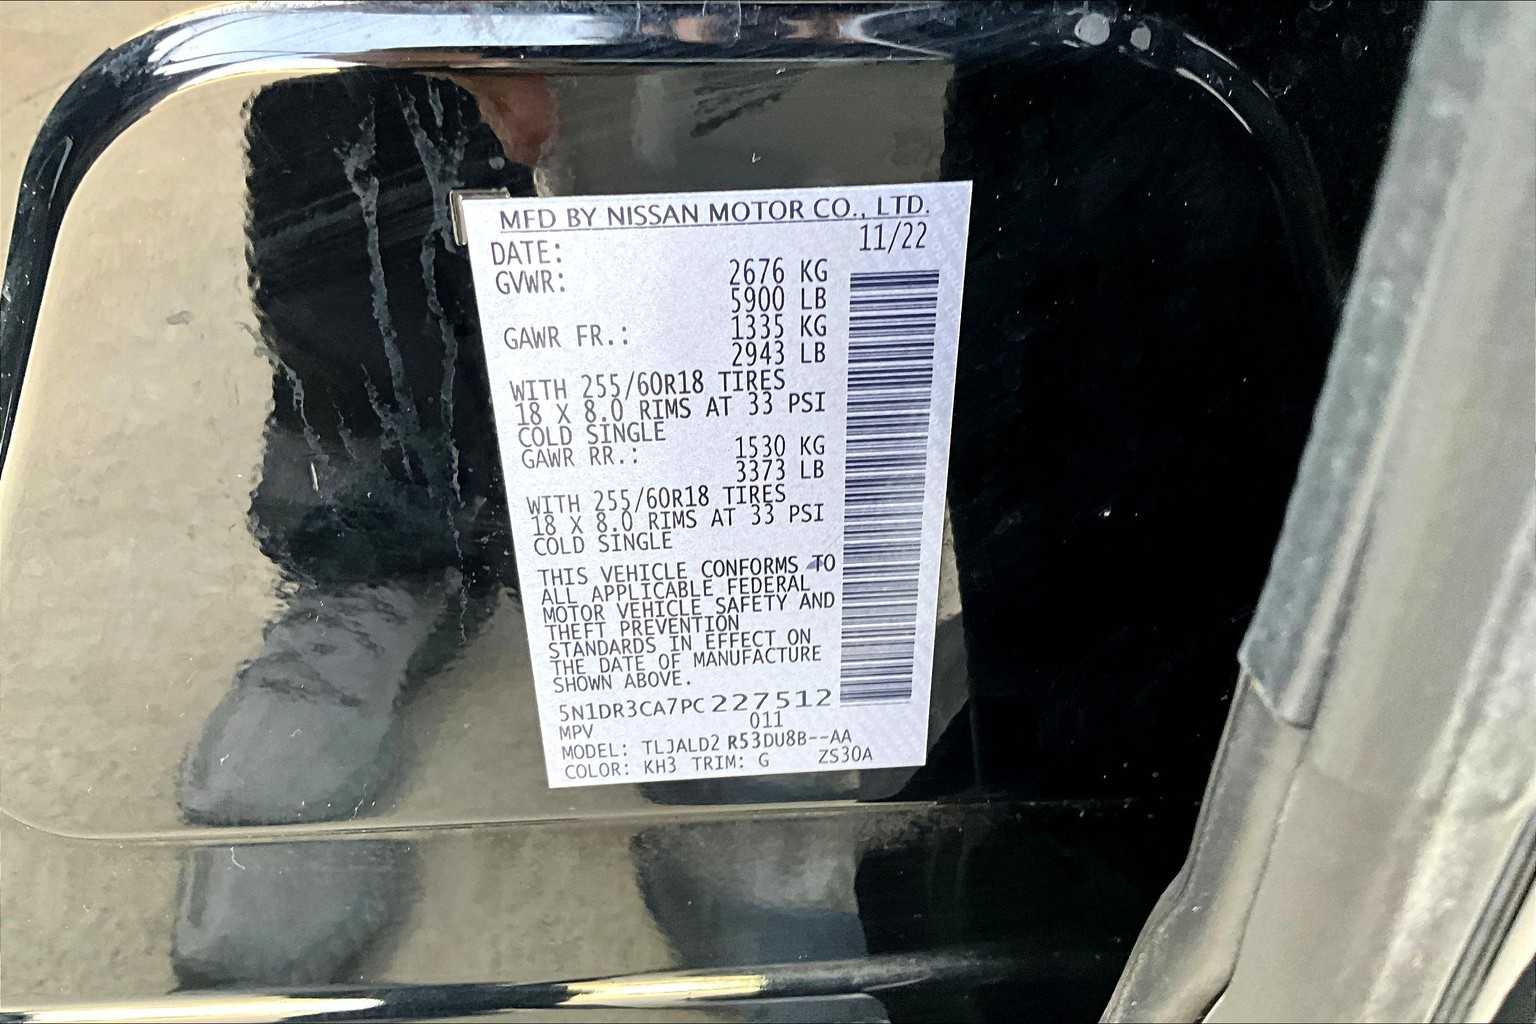 MFD BY NISSAN MOTOR CO., LTD.
DATE: 11/22
GVWR: 2676 KG
5900 LB
GAWR FR.: 1335 KG
2943 LB
WITH 255/60R18 TIRES
18 X 8.0 RIMS AT 33 PSI
COLD SINGLE
GAWR RR.: 1530 KG
3373 LB
WITH 255/60R18 TIRES
18 X 8.0 RIMS AT 33 PSI
COLD SINGLE
THIS VEHICLE CONFORMS TO
ALL APPLICABLE FEDERAL
MOTOR VEHICLE SAFETY AND
THEFT PREVENTION
STANDARDS IN EFFECT ON
THE DATE OF MANUFACTURE
SHOWN ABOVE.
5N1DR3CA7PC227512
MPV 011
MODEL: TLJALD2 R53DU8B--AA
COLOR: KH3 TRIM: G ZS30A